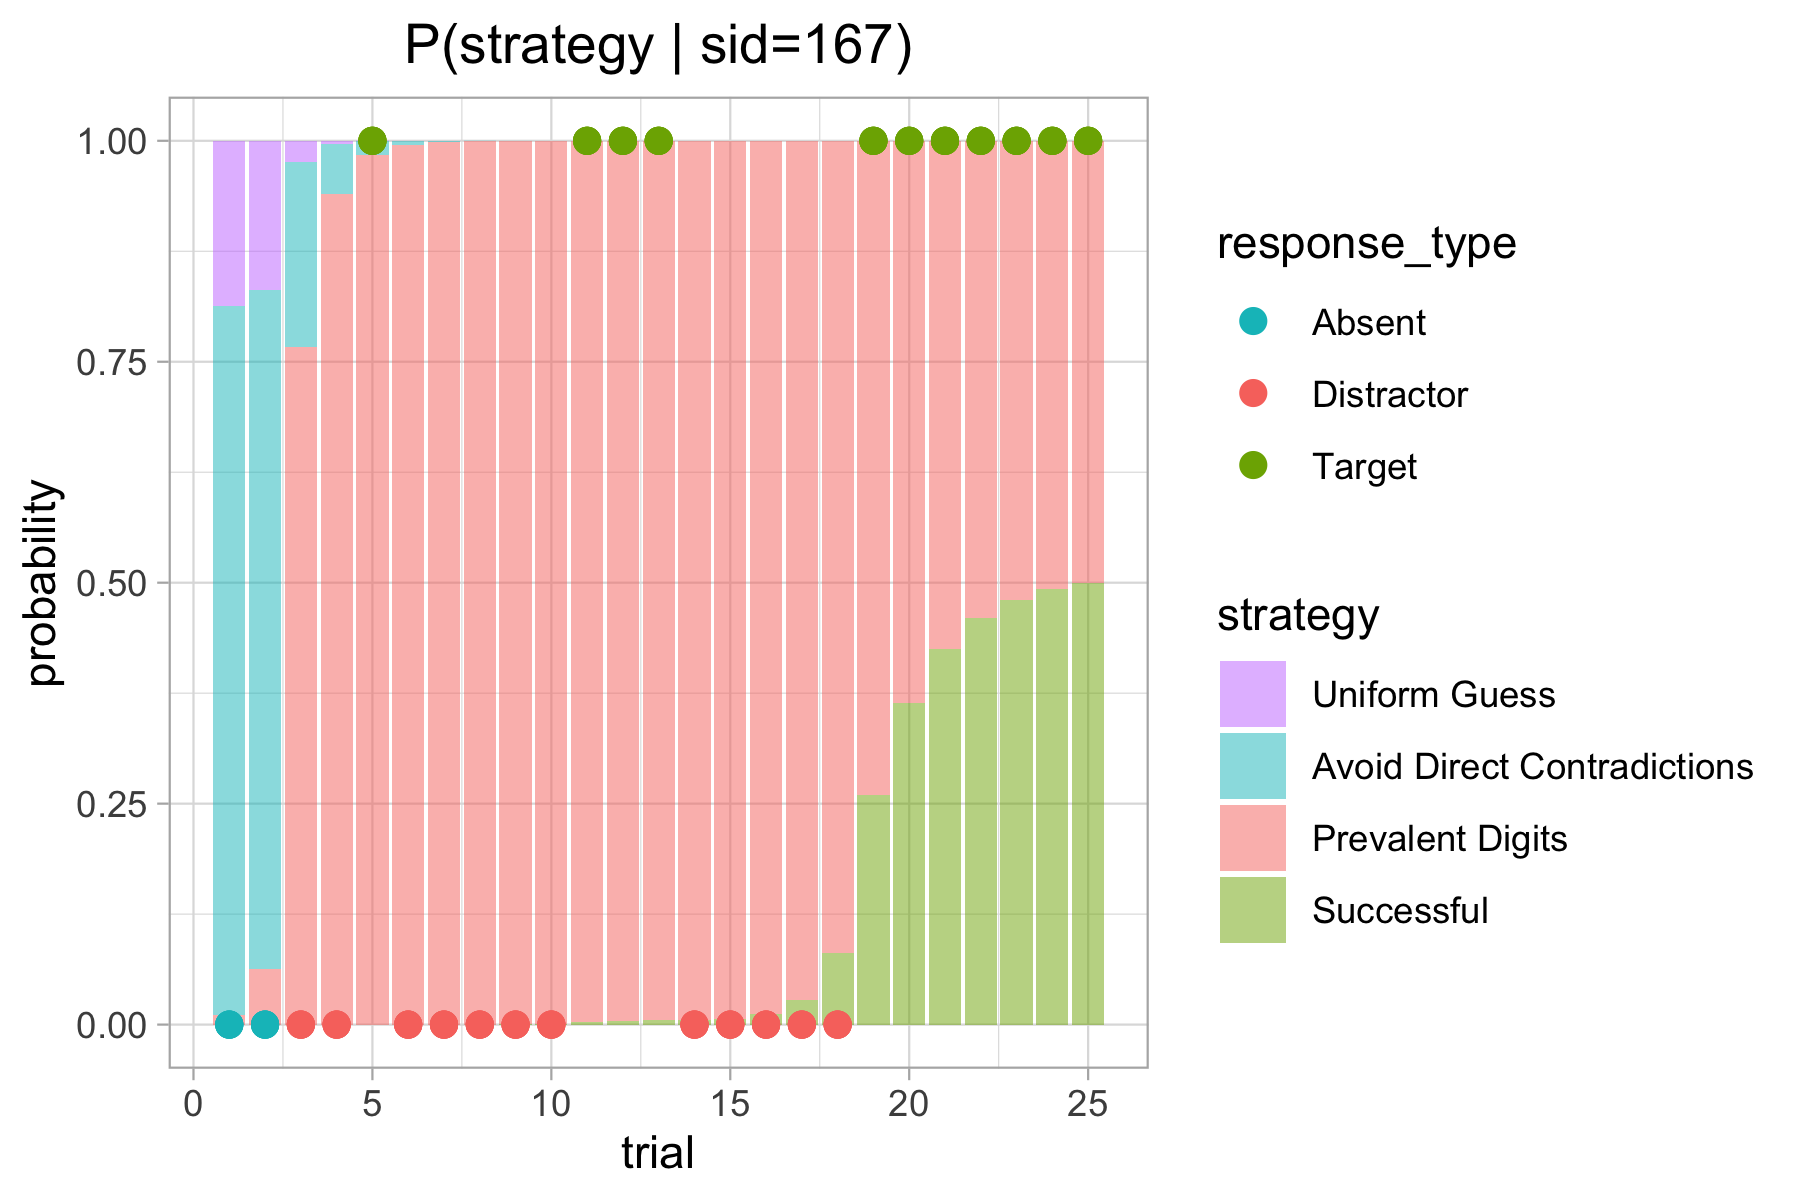 P(strategy | sid=167)
1.00
0.75
0.50
0.25
0.00
probability
0 5 10 15 20 25
trial
response_type
Absent
Distractor
Target
strategy
Uniform Guess
Avoid Direct Contradictions
Prevalent Digits
Successful